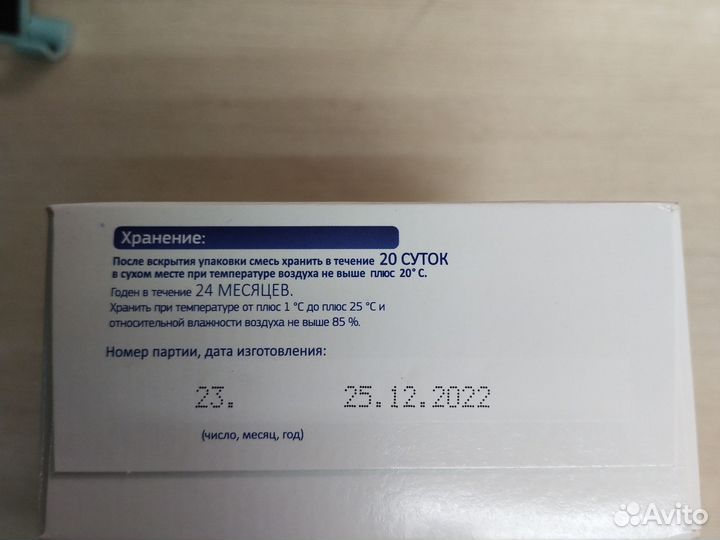 Хранение:
После вскрытия упаковки смесь хранить в течение 20 СУТОК
в сухом месте при температуре воздуха не выше плюс 20° С.
Годен в течение 24 МЕСЯЦЕВ.
Хранить при температуре от плюс 1 °С до плюс 25 °С и
относительной влажности воздуха не выше 85 %.
Номер партии, дата изготовления:
23. 25.12.2022
(число, месяц, год)
Avito